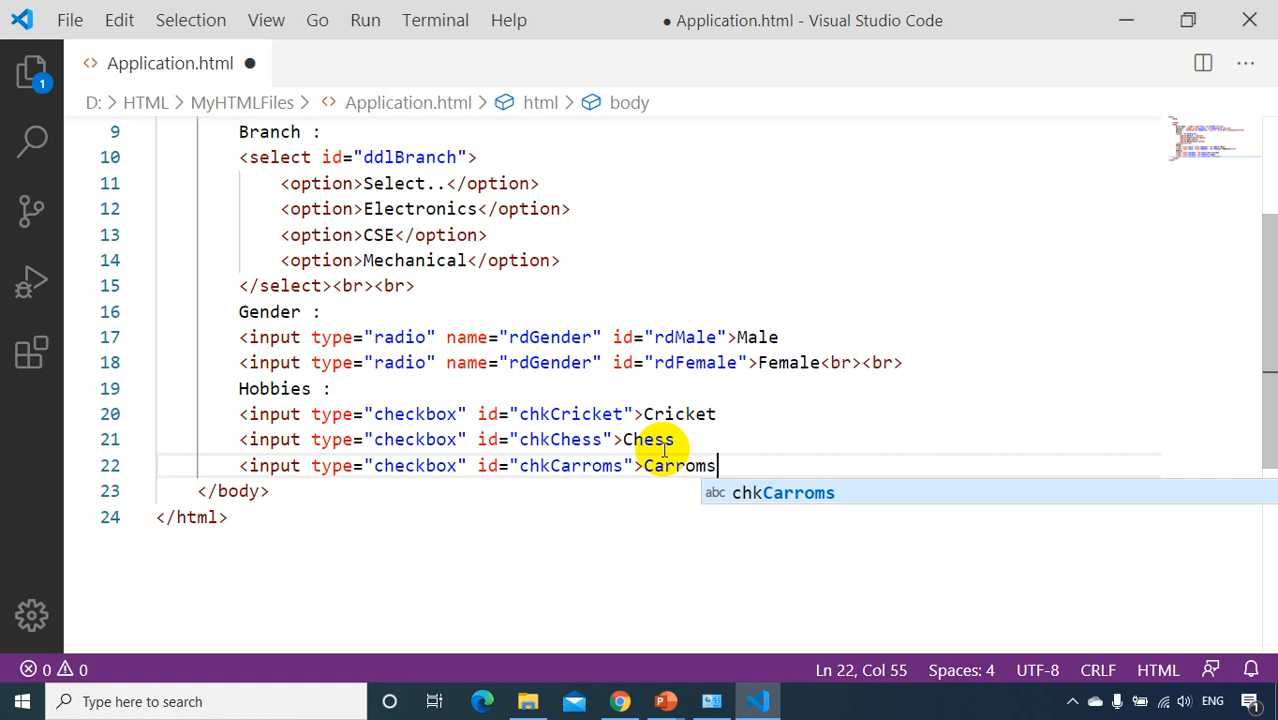 File Edit Selection View Go Run Terminal Help ● Application.html - Visual Studio Code
Application.html
D: > HTML > MyHTMLFiles > Application.html > html > body
1
9 Branch :
10 <select id="ddlBranch">
11 <option>Select..</option>
12 <option>Electronics</option>
13 <option>CSE</option>
14 <option>Mechanical</option>
15 </select><br><br>
16 Gender :
17 <input type="radio" name="rdGender" id="rdMale">Male
18 <input type="radio" name="rdGender" id="rdFemale">Female<br><br>
19 Hobbies :
20 <input type="checkbox" id="chkCricket">Cricket
21 <input type="checkbox" id="chkChess">Chess
22 <input type="checkbox" id="chkCarroms">Carroms
23 </body>
abc chkCarroms
24 </html>
0 0 Ln 22, Col 55 Spaces: 4 UTF-8 CRLF HTML
Type here to search ENG 1